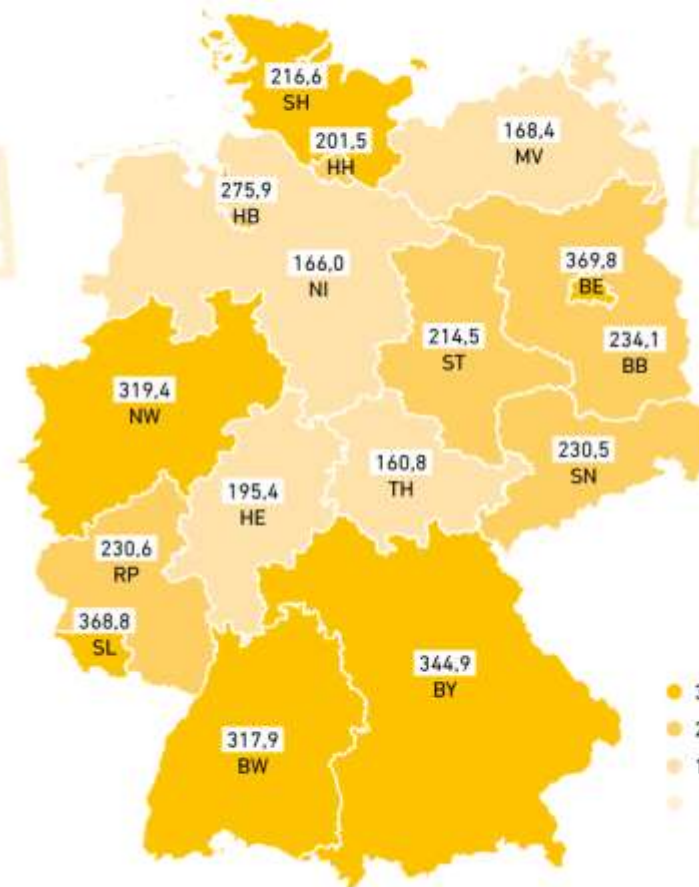 216,6
SH
201,5
HH
168,4
MV
275,9
HB
166,0
NI
369,8
BE
234,1
BB
214,5
ST
319,4
NW
230,5
SN
160,8
TH
195,4
HE
230,6
RP
368,8
SL
344,9
BY
317,9
BW